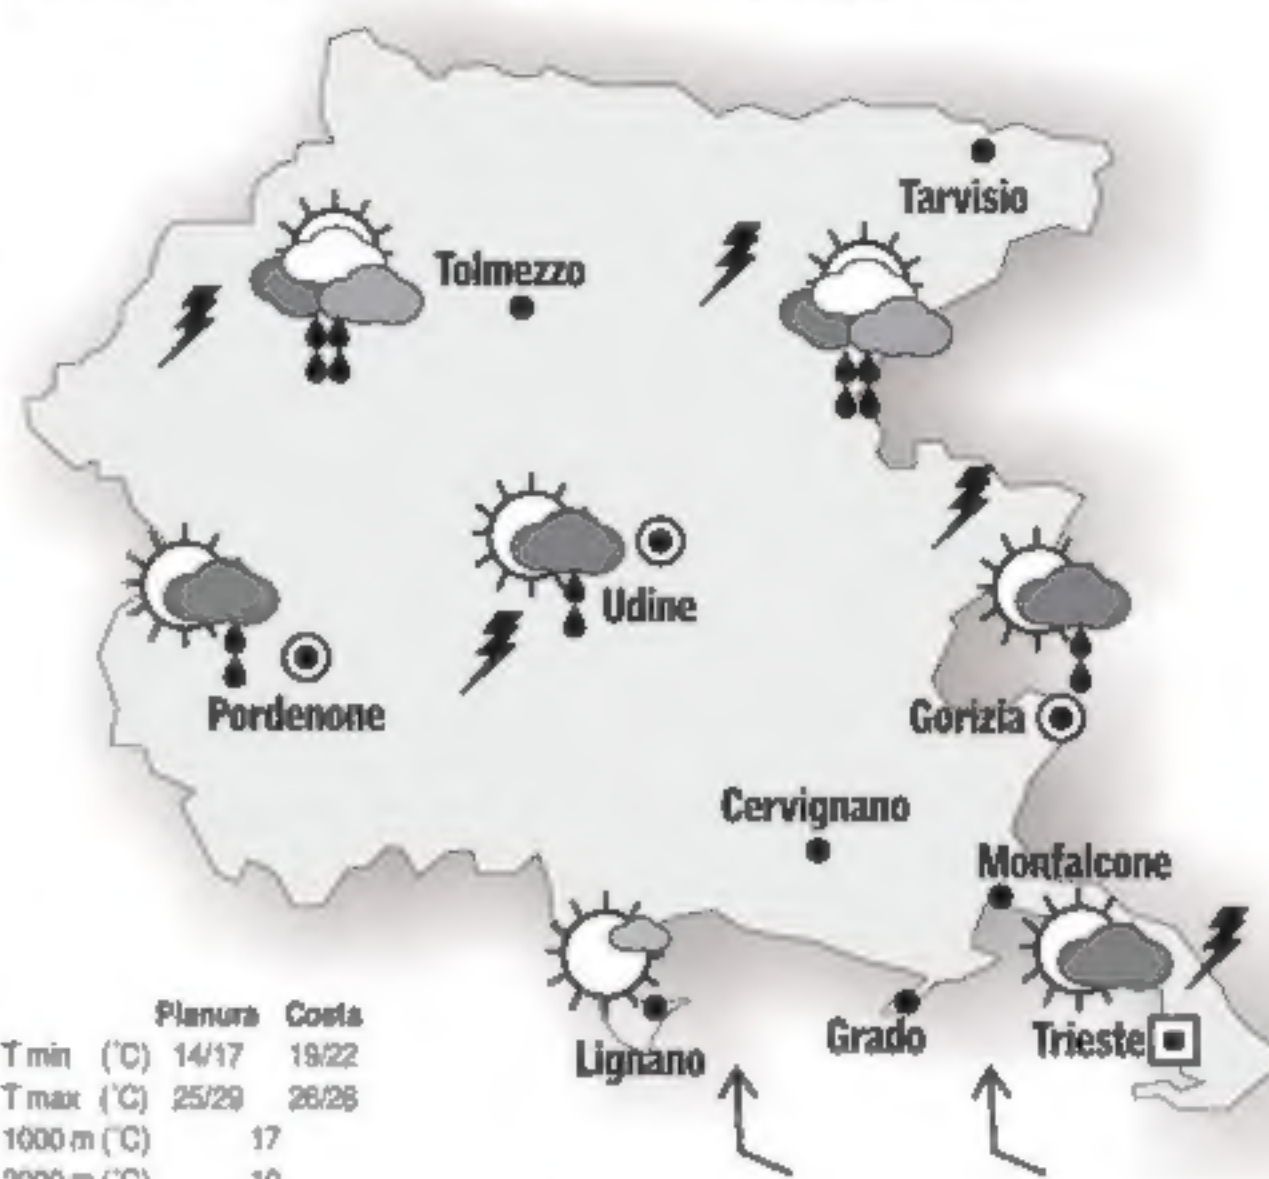 Tarvisio
Tolmezzo
Udine
Pordenone
Gorizia
Cervignano
Monfalcone
Lignano
Grado
Trieste
Pianura Costa
T min (°C) 14/17 19/22
T max (°C) 25/29 26/28
1000 m (°C) 17